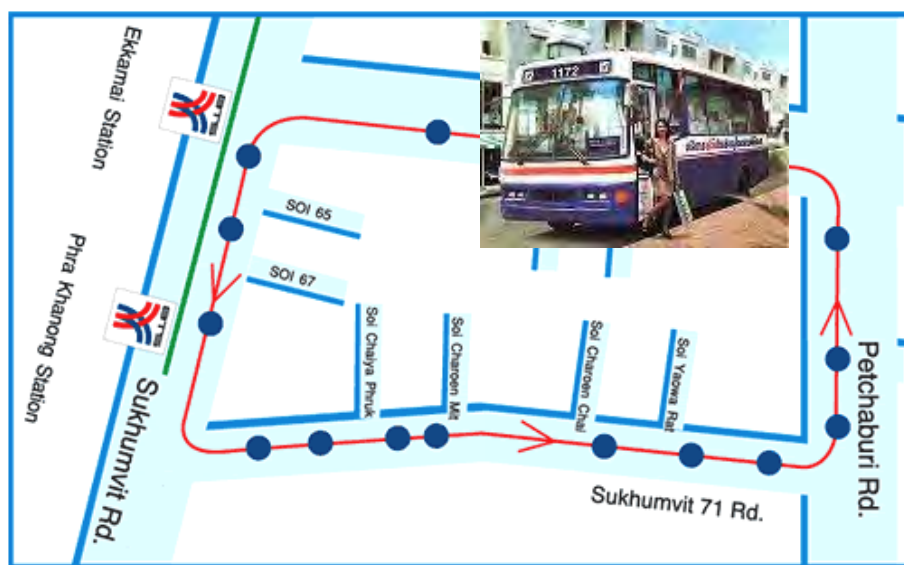 Ekkamai Station
BTS
1172
SOI 65
Phra Khanong Station
SOI 67
BTS
Soi Chaiya Phruk
Soi Charoen Mit
Soi Charoen Chai
Soi Yaowa Rat
Petchaburi Rd.
Sukhumvit Rd.
Sukhumvit 71 Rd.